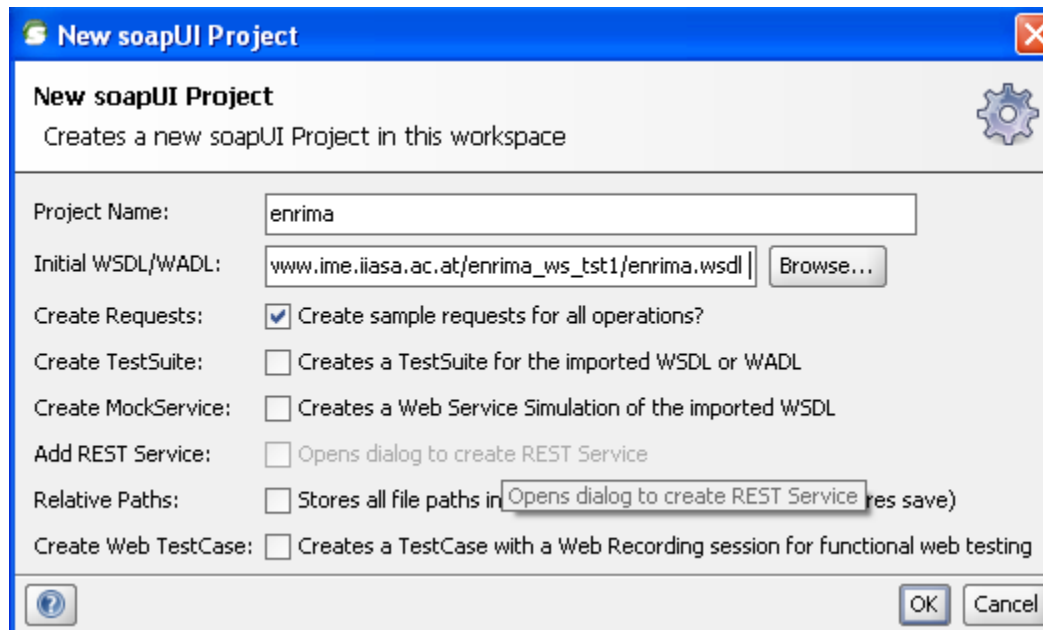 New soapUI Project
New soapUI Project
Creates a new soapUI Project in this workspace
Project Name: enrima
Initial WSDL/WADL: www.ime.iiasa.ac.at/enrima_ws_tst1/enrima.wsdl Browse...
Create Requests: Create sample requests for all operations?
Create TestSuite: Creates a TestSuite for the imported WSDL or WADL
Create MockService: Creates a Web Service Simulation of the imported WSDL
Add REST Service: Opens dialog to create REST Service
Relative Paths: Stores all file paths in Opens dialog to create REST Service res save)
Create Web TestCase: Creates a TestCase with a Web Recording session for functional web testing
OK Cancel